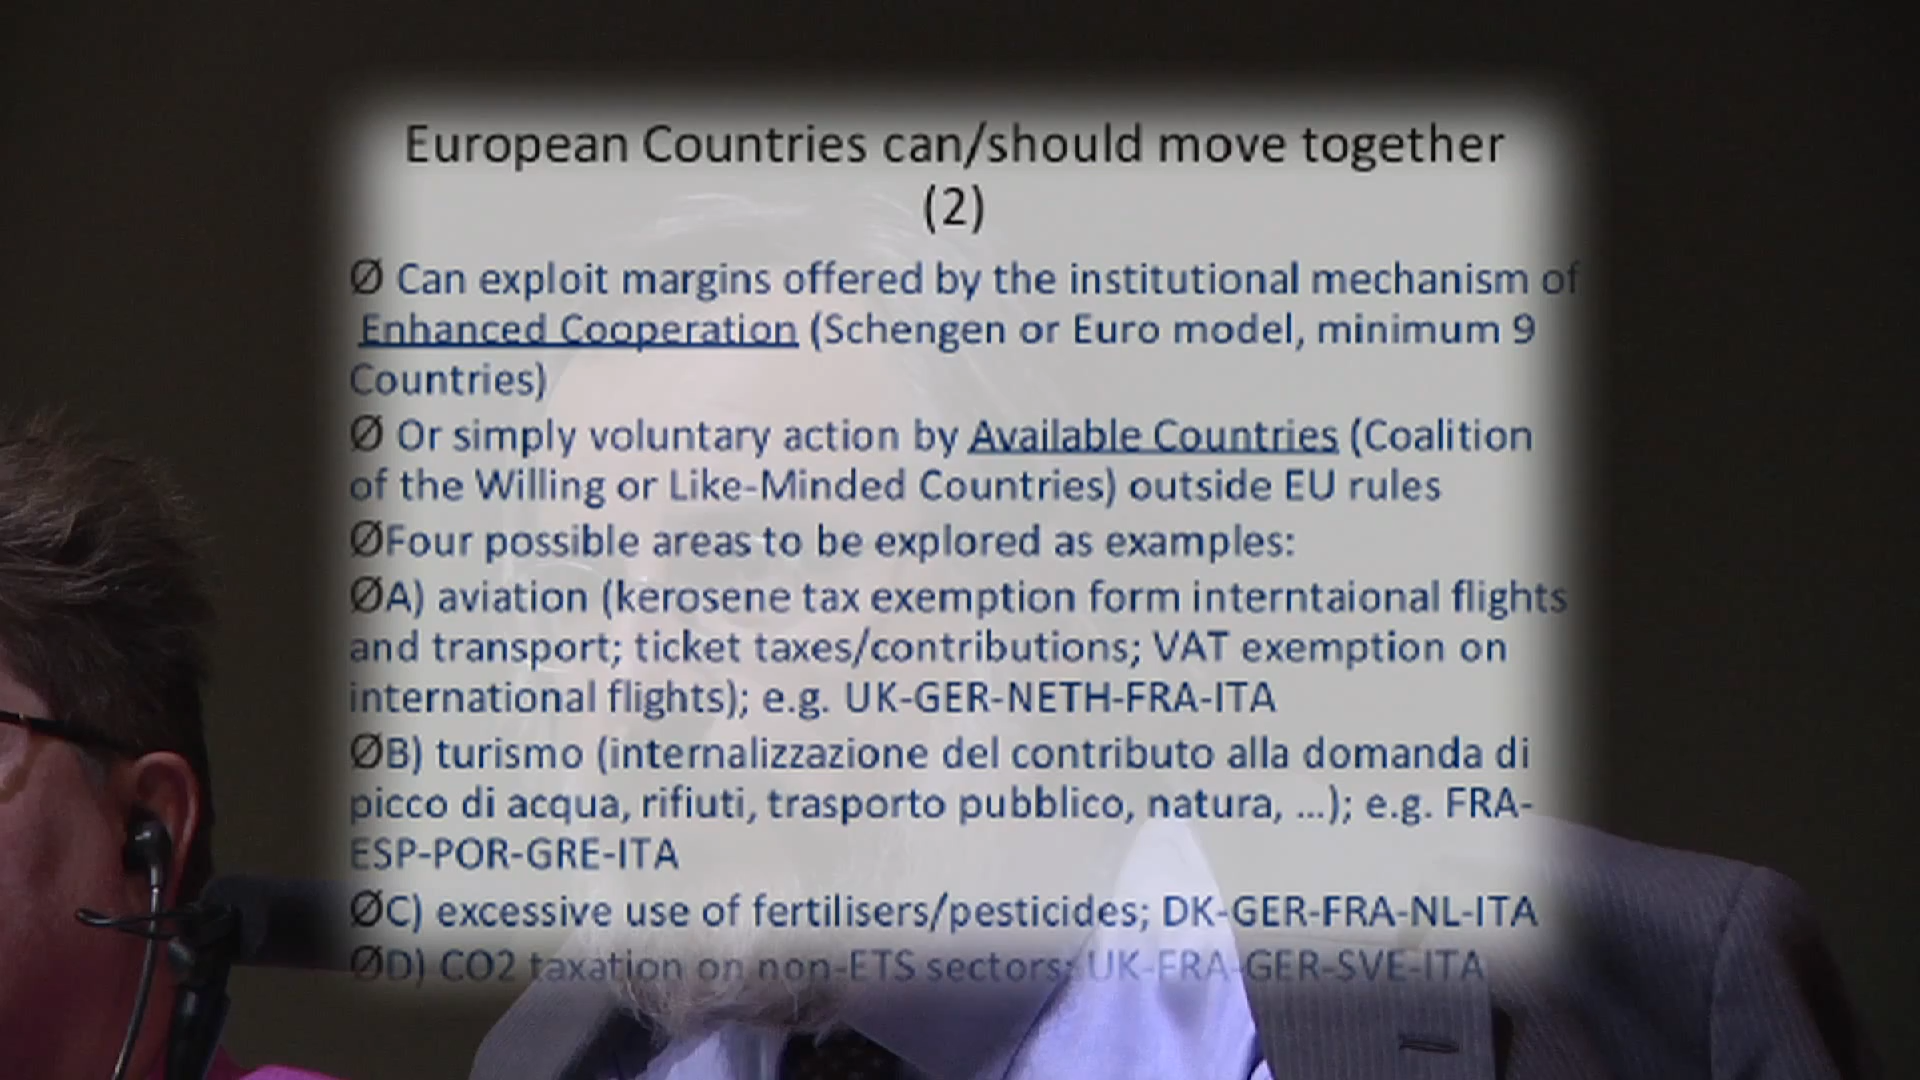 European Countries can/should move together
(2)
Ø Can exploit margins offered by the institutional mechanism of
Enhanced Cooperation (Schengen or Euro model, minimum 9
Countries)
Ø Or simply voluntary action by Available Countries (Coalition
of the Willing or Like-Minded Countries) outside EU rules
ØFour possible areas to be explored as examples:
ØA) aviation (kerosene tax exemption form interntaional flights
and transport; ticket taxes/contributions; VAT exemption on
international flights); e.g. UK-GER-NETH-FRA-ITA
ØB) turismo (internalizzazione del contributo alla domanda di
picco di acqua, rifiuti, trasporto pubblico, natura, ...); e.g. FRA-
ESP-POR-GRE-ITA
ØC) excessive use of fertilisers/pesticides; DK-GER-FRA-NL-ITA
ØD) CO2 taxation on non-ETS sectors: UK-FRA-GER-SVE-ITA